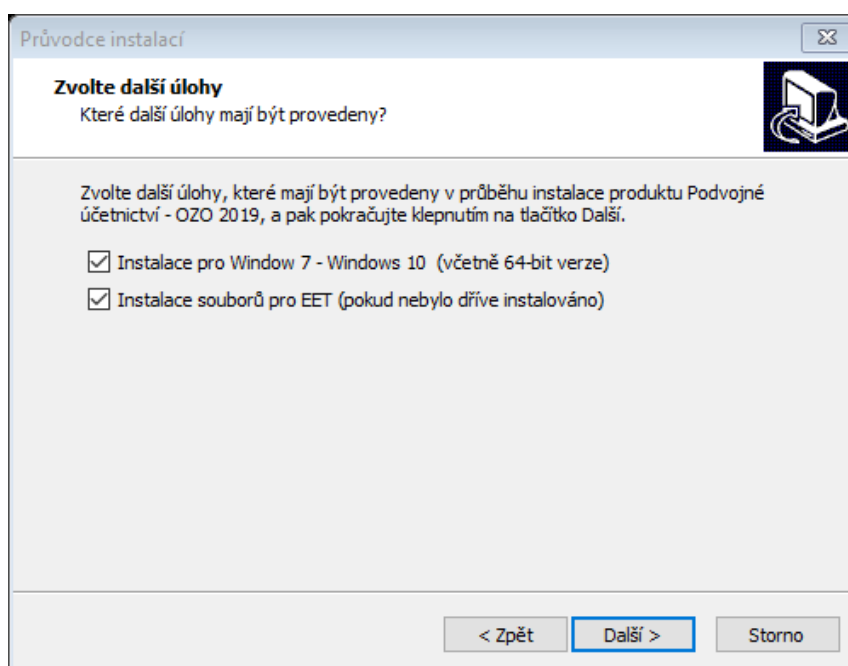 Průvodce instalací
Zvolte další úlohy
Které další úlohy mají být provedeny?
Zvolte další úlohy, které mají být provedeny v průběhu instalace produktu Podvojné
účetnictví - OZO 2019, a pak pokračujte klepnutím na tlačítko Další.
Instalace pro Window 7 - Windows 10 (včetně 64-bit verze)
Instalace souborů pro EET (pokud nebylo dříve instalováno)
< Zpět
Další >
Storno